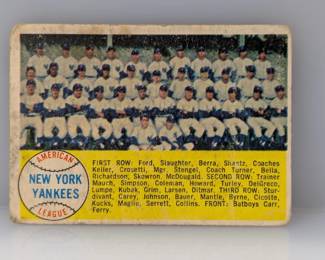 AMERICAN
NEW YORK
YANKEES
LEAGUE
FIRST ROW: Ford, Slaughter, Berra, Shantz, Coaches
Keller, Crosetti, Mgr. Stengel, Coach Turner, Bella,
Richardson, Skowron, McDougald. SECOND ROW: Trainer
Mauch, Simpson, Coleman, Howard, Turley, DelGreco,
Lumpe, Kubak, Grim, Larsen, Ditmar. THIRD ROW: Stur-
divant, Carey, Johnson, Bauer, Mantle, Byrne, Cicotte,
Kucks, Maglie, Serrett, Collins. FRONT: Batboys Carr,
Ferry.